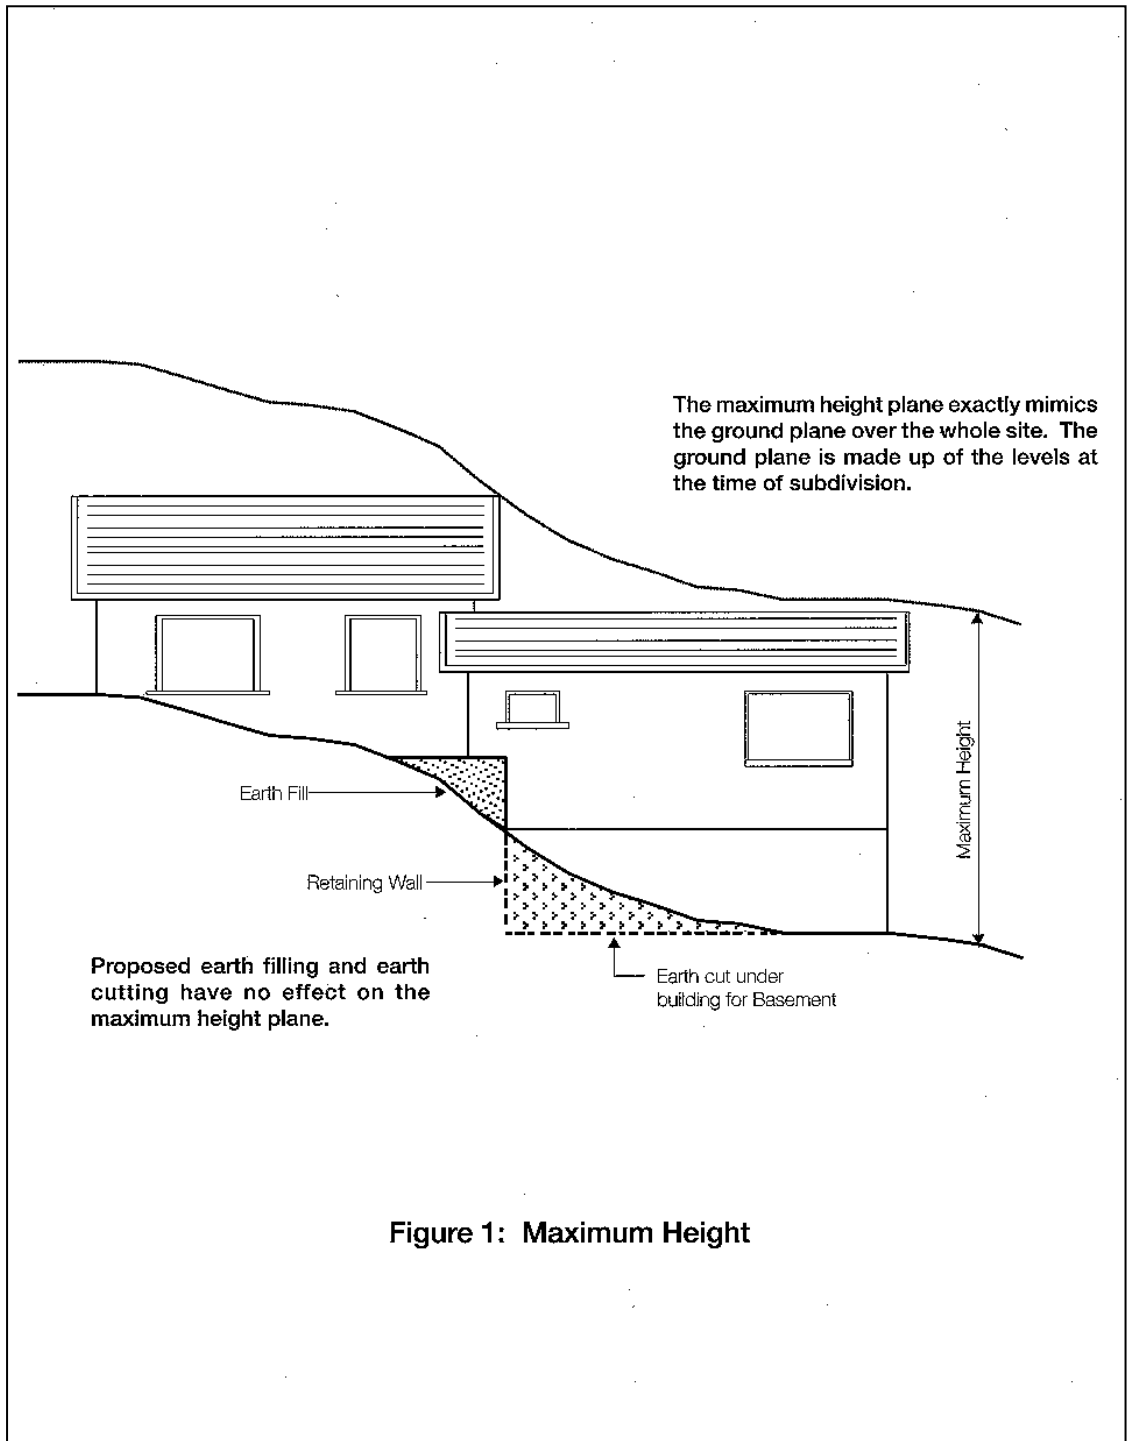 The maximum height plane exactly mimics
the ground plane over the whole site. The
ground plane is made up of the levels at
the time of subdivision.
Maximum Height
Earth Fill
Retaining Wall
Proposed earth filling and earth
cutting have no effect on the
maximum height plane.
Earth cut under
building for Basement
Figure 1: Maximum Height